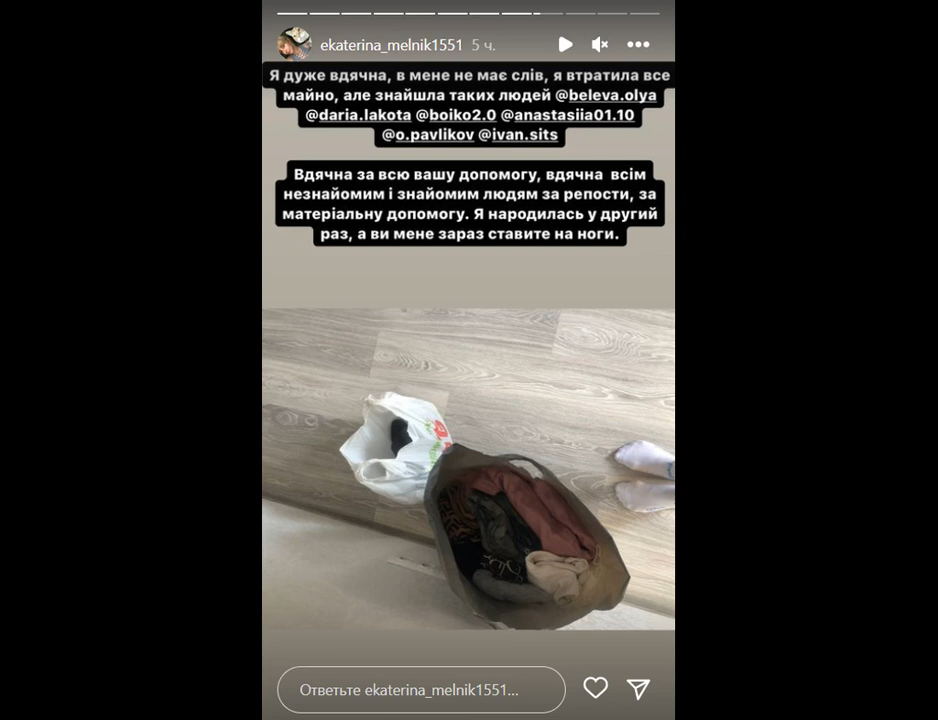 ekaterina_melnik1551 5 ч.
Я дуже вдячна, в мене не має слів, я втратила все
майно, але знайшла таких людей @beleva.olya
@daria.lakota @boiko2.0 @anastasiia01.10
@o.pavlikov @ivan.sits
Вдячна за всю вашу допомогу, вдячна всім
незнайомим і знайомим людям за репости, за
матеріальну допомогу. Я народилась у другий
раз, а ви мене зараз ставите на ноги.
Ответьте ekaterina_melnik1551...